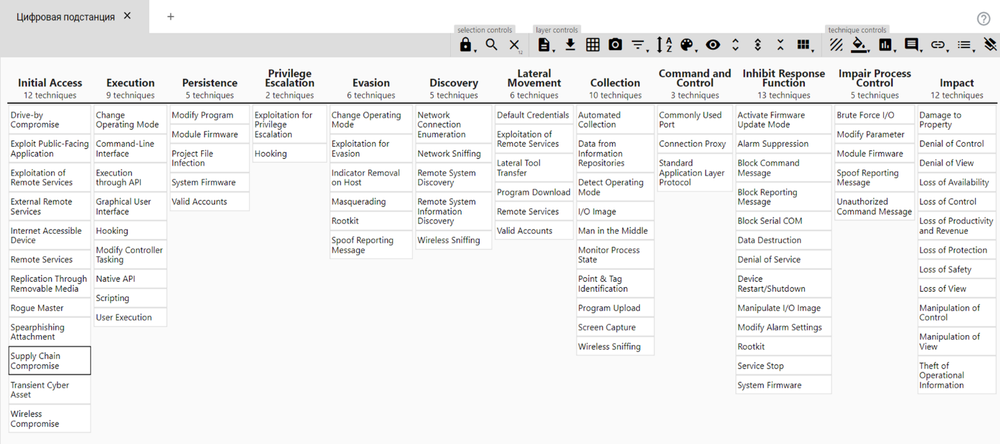 Цифровая подстанция
selection controls
layer controls
technique controls
12
A
Z
Initial Access
12 techniques
Drive-by
Compromise
Exploit Public-Facing
Application
Exploitation of
Remote Services
External Remote
Services
Internet Accessible
Device
Remote Services
Replication Through
Removable Media
Rogue Master
Spearphishing
Attachment
Supply Chain
Compromise
Transient Cyber
Asset
Wireless
Compromise
Execution
9 techniques
Change
Operating Mode
Command-Line
Interface
Execution
through API
Graphical User
Interface
Hooking
Modify Controller
Tasking
Native API
Scripting
User Execution
Persistence
5 techniques
Modify Program
Module Firmware
Project File
Infection
System Firmware
Valid Accounts
Privilege
Escalation
2 techniques
Exploitation for
Privilege
Escalation
Hooking
Evasion
6 techniques
Change Operating
Mode
Exploitation for
Evasion
Indicator Removal
on Host
Masquerading
Rootkit
Spoof Reporting
Message
Discovery
5 techniques
Network
Connection
Enumeration
Network Sniffing
Remote System
Discovery
Remote System
Information
Discovery
Wireless Sniffing
Lateral
Movement
6 techniques
Default Credentials
Exploitation of
Remote Services
Lateral Tool
Transfer
Program Download
Remote Services
Valid Accounts
Collection
10 techniques
Automated
Collection
Data from
Information
Repositories
Detect Operating
Mode
I/O Image
Man in the Middle
Monitor Process
State
Point & Tag
Identification
Program Upload
Screen Capture
Wireless Sniffing
Command and
Control
3 techniques
Commonly Used
Port
Connection Proxy
Standard
Application Layer
Protocol
Inhibit Response
Function
13 techniques
Activate Firmware
Update Mode
Alarm Suppression
Block Command
Message
Block Reporting
Message
Block Serial COM
Data Destruction
Denial of Service
Device
Restart/Shutdown
Manipulate I/O Image
Modify Alarm Settings
Rootkit
Service Stop
System Firmware
Impair Process
Control
5 techniques
Brute Force I/O
Modify Parameter
Module Firmware
Spoof Reporting
Message
Unauthorized
Command Message
Impact
12 techniques
Damage to
Property
Denial of Control
Denial of View
Loss of Availability
Loss of Control
Loss of Productivity
and Revenue
Loss of Protection
Loss of Safety
Loss of View
Manipulation of
Control
Manipulation of
View
Theft of
Operational
Information